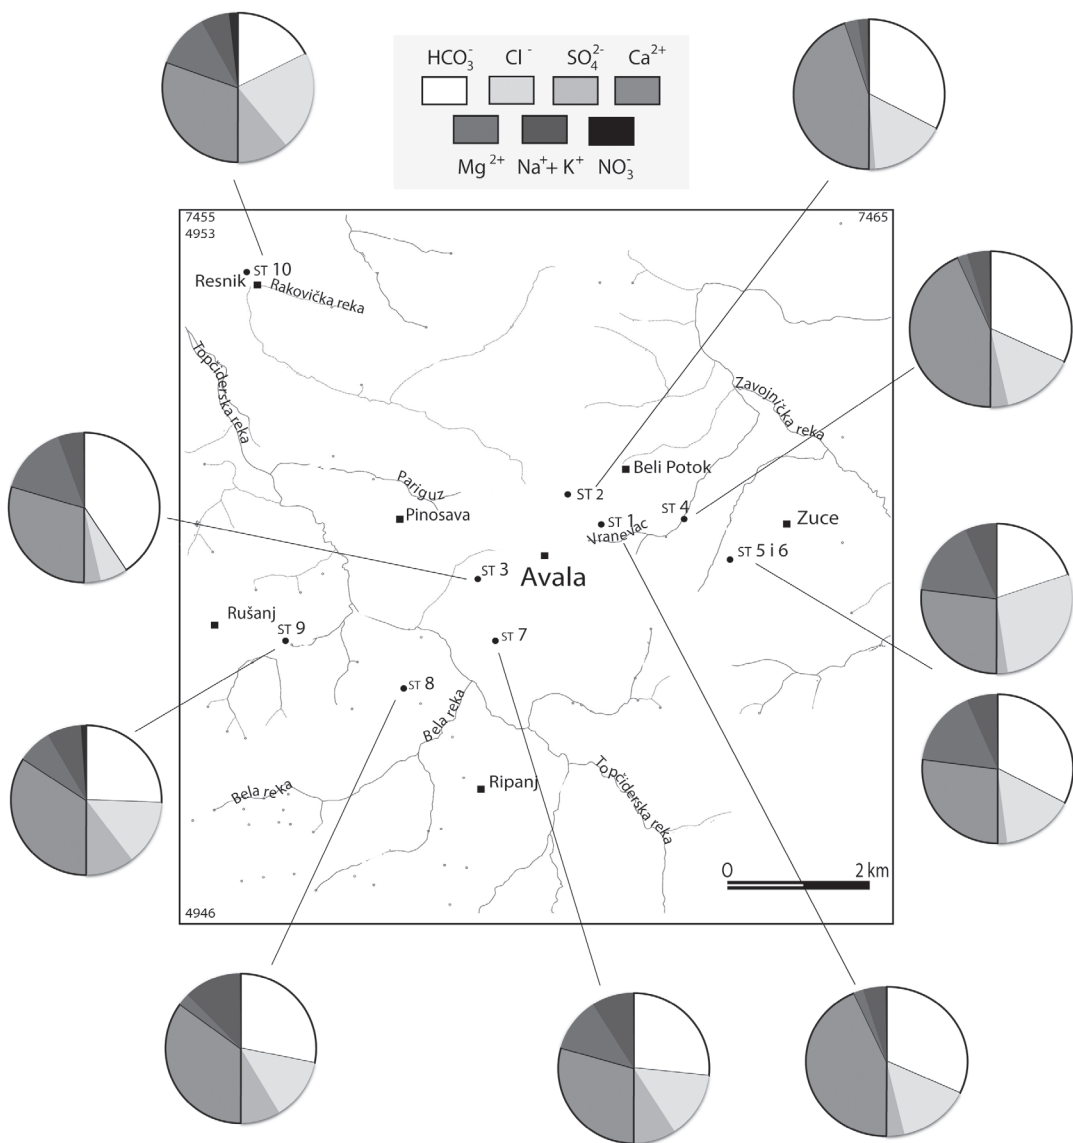 HCO₃⁻ Cl⁻ SO₄²⁻ Ca²⁺
Mg²⁺ Na⁺+ K⁺ NO₃⁻
7455
4953
7465
ST 10
Resnik
Rakovička reka
Topčiderska reka
Zavojnička reka
Pariguz
Beli Potok
ST 2
Pinosava
ST 1
ST 4
Zuce
Vranevac
ST 5 i 6
Avala
ST 3
Rušanj
ST 9
ST 7
ST 8
Bela reka
Bela reka
Ripanj
Topčiderska reka
0 2 km
4946